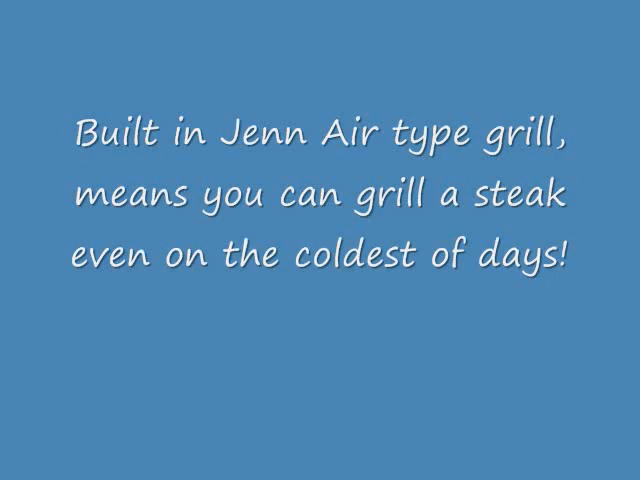 Built in Jenn Air type grill,
means you can grill a steak
even on the coldest of days!